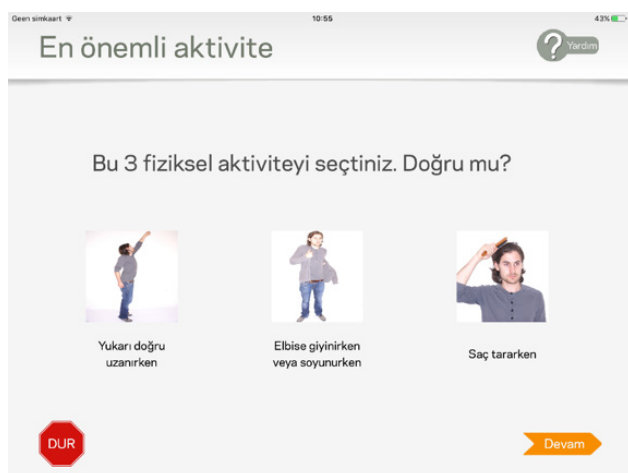 Geen simkaart
10:55
43%
En önemli aktivite
? Yardım
Bu 3 fiziksel aktiviteyi seçtiniz. Doğru mu?
Yukarı doğru
uzanırken
Elbise giyinirken
veya soyunurken
Saç tararken
DUR
Devam